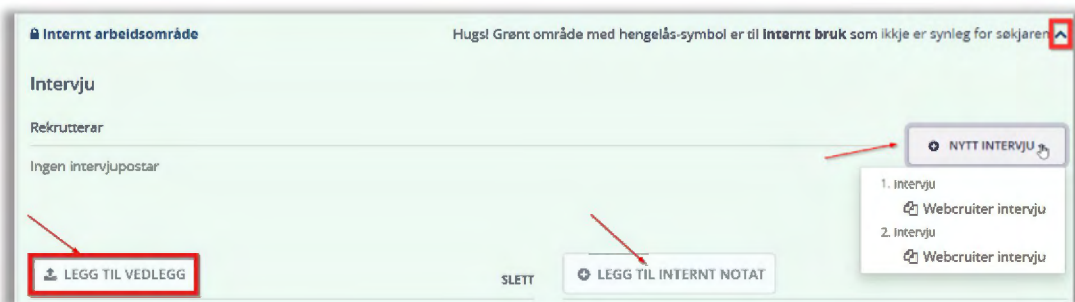 Internt arbeidsområde
Hugs! Grønt område med hengelås-symbol er til internt bruk som ikkje er synleg for søkjaren
Intervju
Rekrutterar
NYTT INTERVJU
Ingen intervjupostar
1. Intervju
Webcruiter intervju
2. Intervju
Webcruiter intervju
LEGG TIL VEDLEGG
SLETT
LEGG TIL INTERNT NOTAT